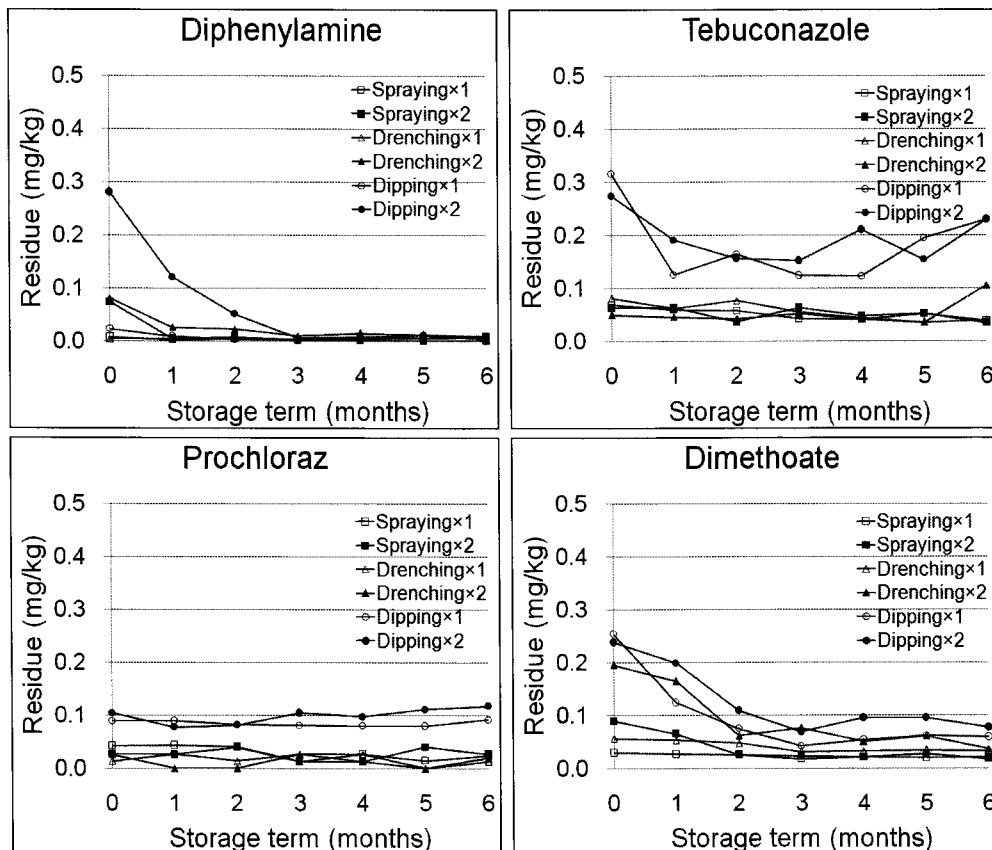 Diphenylamine
0.5
0.4
0.3
0.2
0.1
0.0
Residue (mg/kg)
Spraying×1
Spraying×2
Drenching×1
Drenching×2
Dipping×1
Dipping×2
0 1 2 3 4 5 6
Storage term (months)
Tebuconazole
0.5
0.4
0.3
0.2
0.1
0.0
Residue (mg/kg)
Spraying×1
Spraying×2
Drenching×1
Drenching×2
Dipping×1
Dipping×2
0 1 2 3 4 5 6
Storage term (months)
Prochloraz
0.5
0.4
0.3
0.2
0.1
0.0
Residue (mg/kg)
Spraying×1
Spraying×2
Drenching×1
Drenching×2
Dipping×1
Dipping×2
0 1 2 3 4 5 6
Storage term (months)
Dimethoate
0.5
0.4
0.3
0.2
0.1
0.0
Residue (mg/kg)
Spraying×1
Spraying×2
Drenching×1
Drenching×2
Dipping×1
Dipping×2
0 1 2 3 4 5 6
Storage term (months)